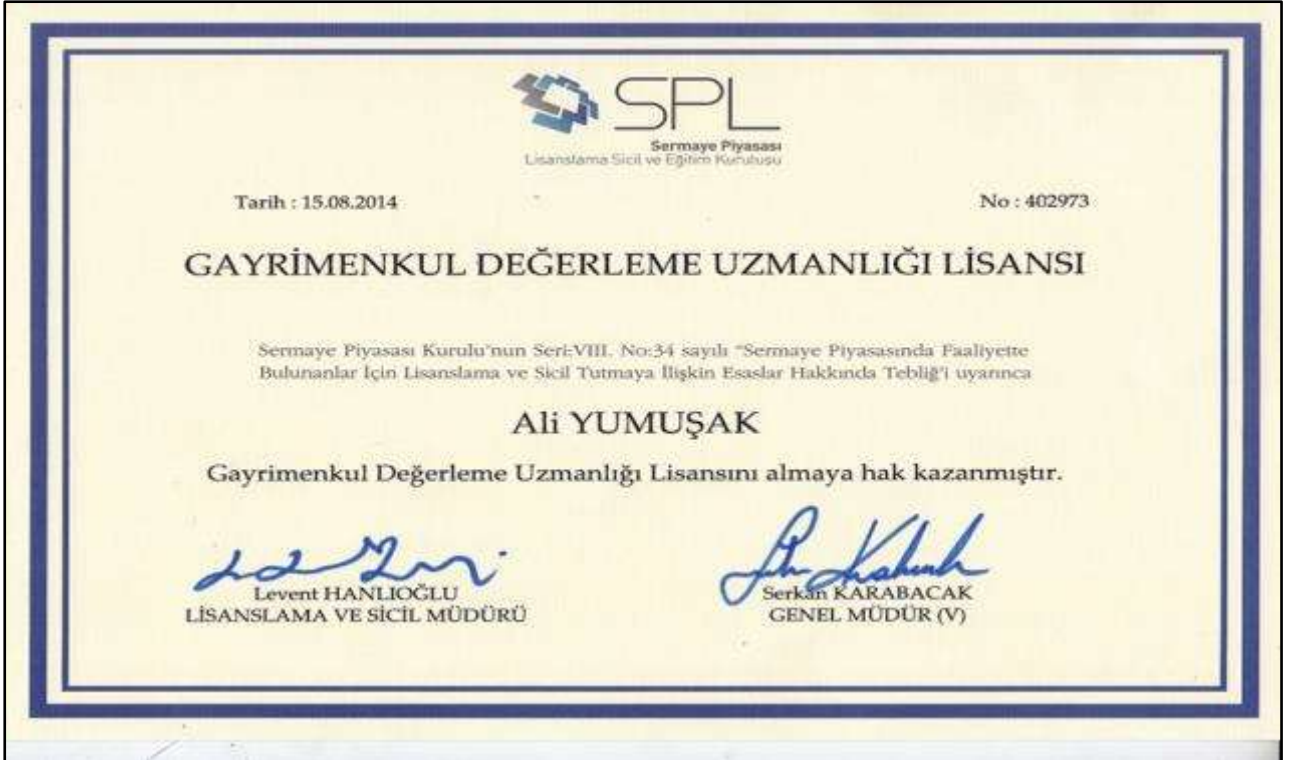 SPL
Sermaye Piyasası
Lisanslama Sicil ve Eğitim Kuruluşu
Tarih : 15.08.2014
No : 402973
GAYRİMENKUL DEĞERLEME UZMANLIĞI LİSANSI
Sermaye Piyasası Kurulu'nun Seri:VIII. No:34 sayılı "Sermaye Piyasasında Faaliyette
Bulunanlar İçin Lisanslama ve Sicil Tutmaya İlişkin Esaslar Hakkında Tebliğ'i uyarınca
Ali YUMUŞAK
Gayrimenkul Değerleme Uzmanlığı Lisansını almaya hak kazanmıştır.
Levent HANLIOĞLU
LİSANSLAMA VE SİCİL MÜDÜRÜ
Serkan KARABACAK
GENEL MÜDÜR (V)